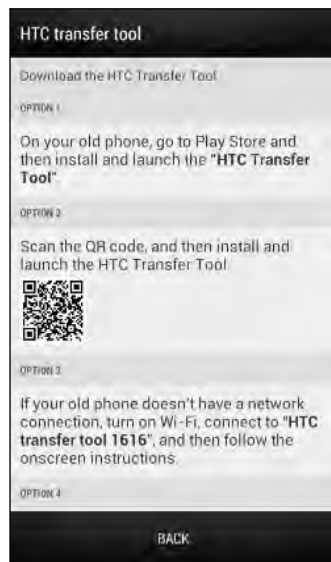 HTC transfer tool
Download the HTC Transfer Tool
OPTION 1
On your old phone, go to Play Store and
then install and launch the "HTC Transfer
Tool".
OPTION 2
Scan the QR code, and then install and
launch the HTC Transfer Tool
OPTION 3
If your old phone doesn't have a network
connection, turn on Wi-Fi, connect to "HTC
transfer tool 1616", and then follow the
onscreen instructions.
OPTION 4
BACK